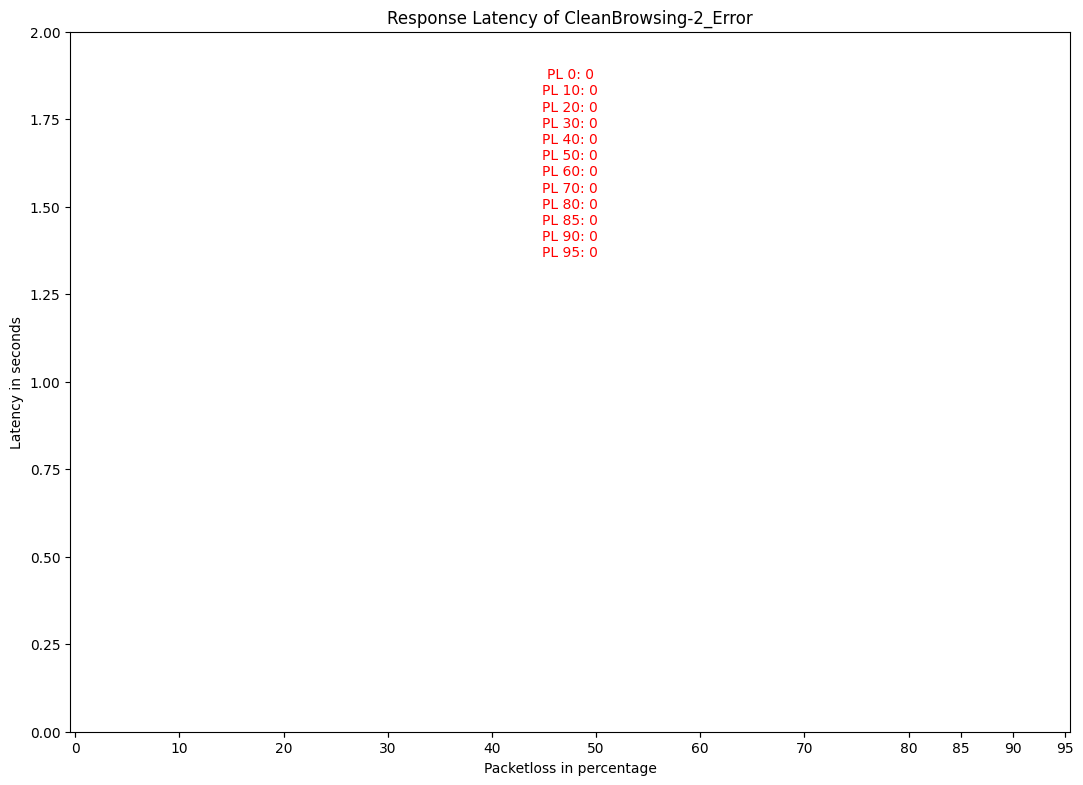 Response Latency of CleanBrowsing-2_Error
2.00
1.75
1.50
1.25
1.00
0.75
0.50
0.25
0.00
Latency in seconds
PL 0: 0
PL 10: 0
PL 20: 0
PL 30: 0
PL 40: 0
PL 50: 0
PL 60: 0
PL 70: 0
PL 80: 0
PL 85: 0
PL 90: 0
PL 95: 0
0 10 20 30 40 50 60 70 80 85 90 95
Packetloss in percentage